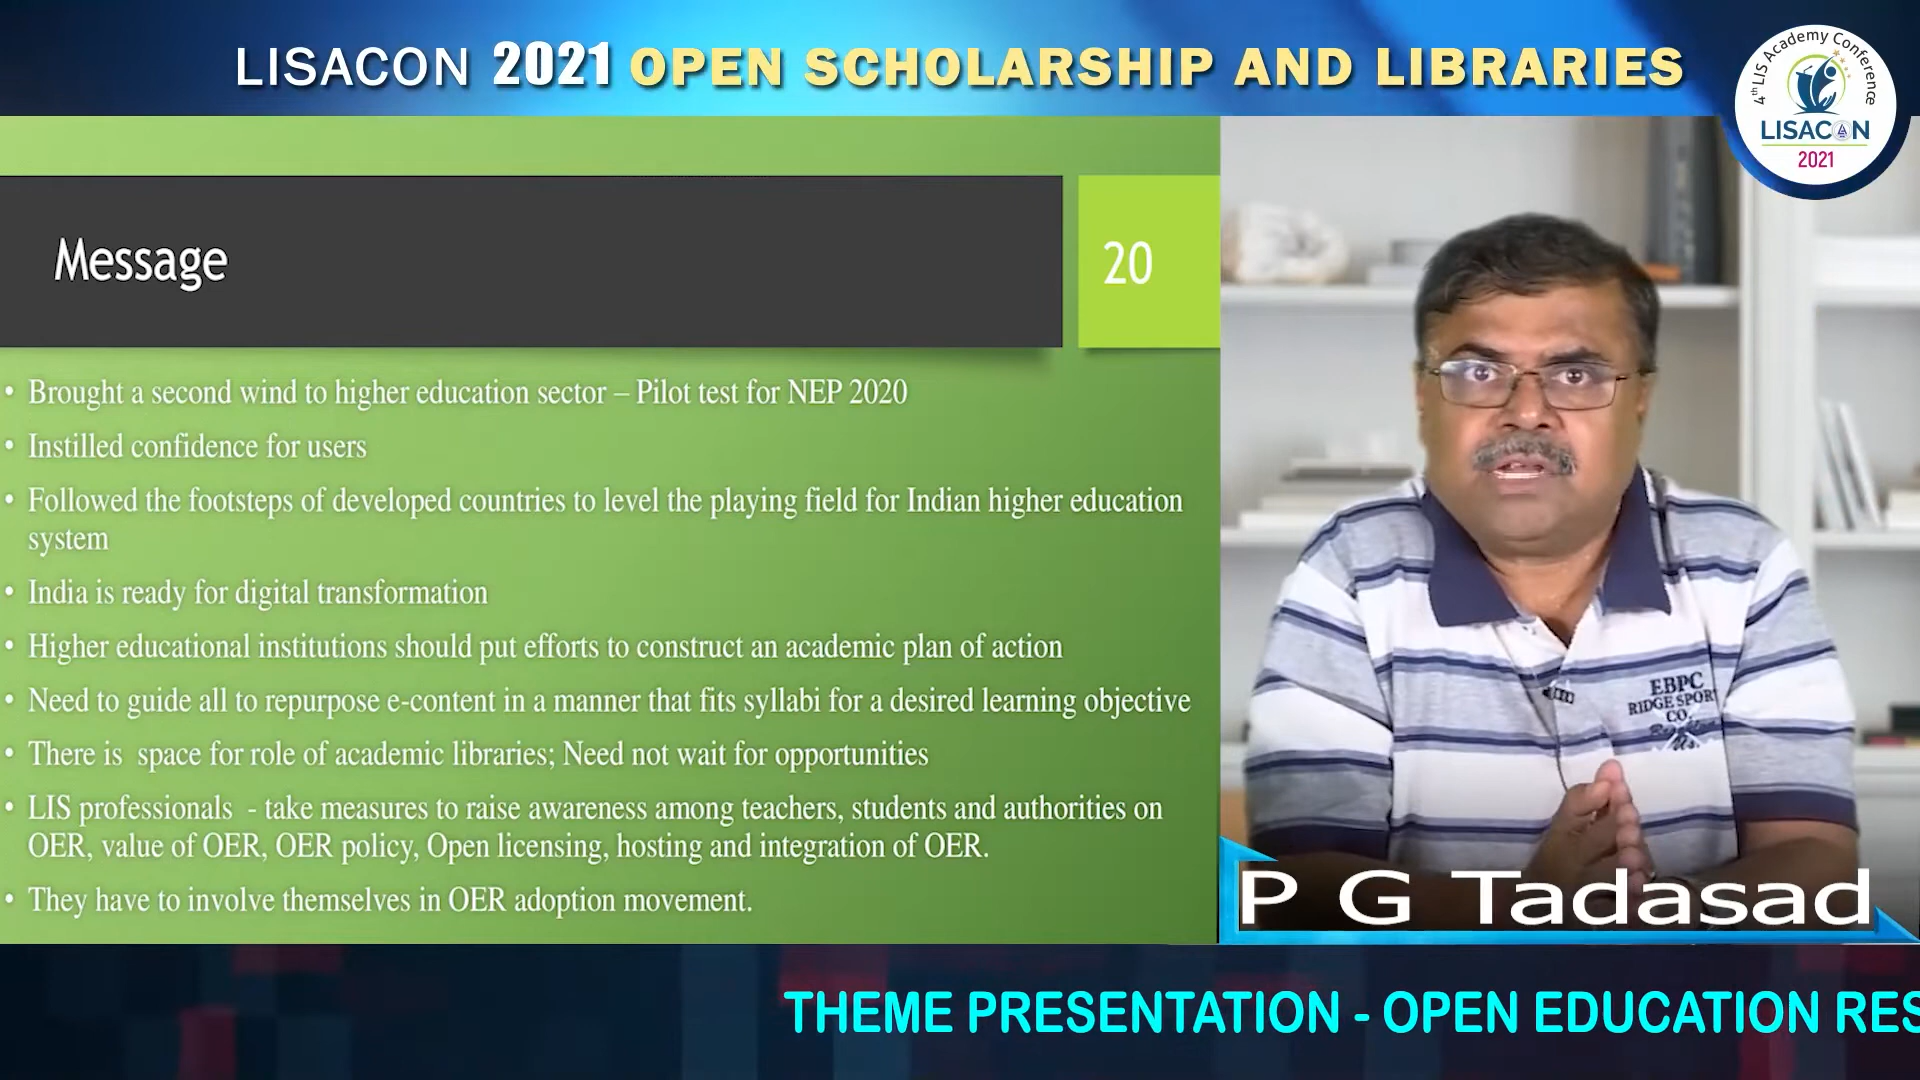 LISACON 2021 OPEN SCHOLARSHIP AND LIBRARIES
4th LIS Academy Conference
LISACON
2021
Message
20
• Brought a second wind to higher education sector – Pilot test for NEP 2020
• Instilled confidence for users
• Followed the footsteps of developed countries to level the playing field for Indian higher education
system
• India is ready for digital transformation
• Higher educational institutions should put efforts to construct an academic plan of action
• Need to guide all to repurpose e-content in a manner that fits syllabi for a desired learning objective
• There is space for role of academic libraries; Need not wait for opportunities
• LIS professionals - take measures to raise awareness among teachers, students and authorities on
OER, value of OER, OER policy, Open licensing, hosting and integration of OER.
• They have to involve themselves in OER adoption movement.
EBPC
RIDGE SPORT
CO.
P G Tadasad
THEME PRESENTATION - OPEN EDUCATION RES